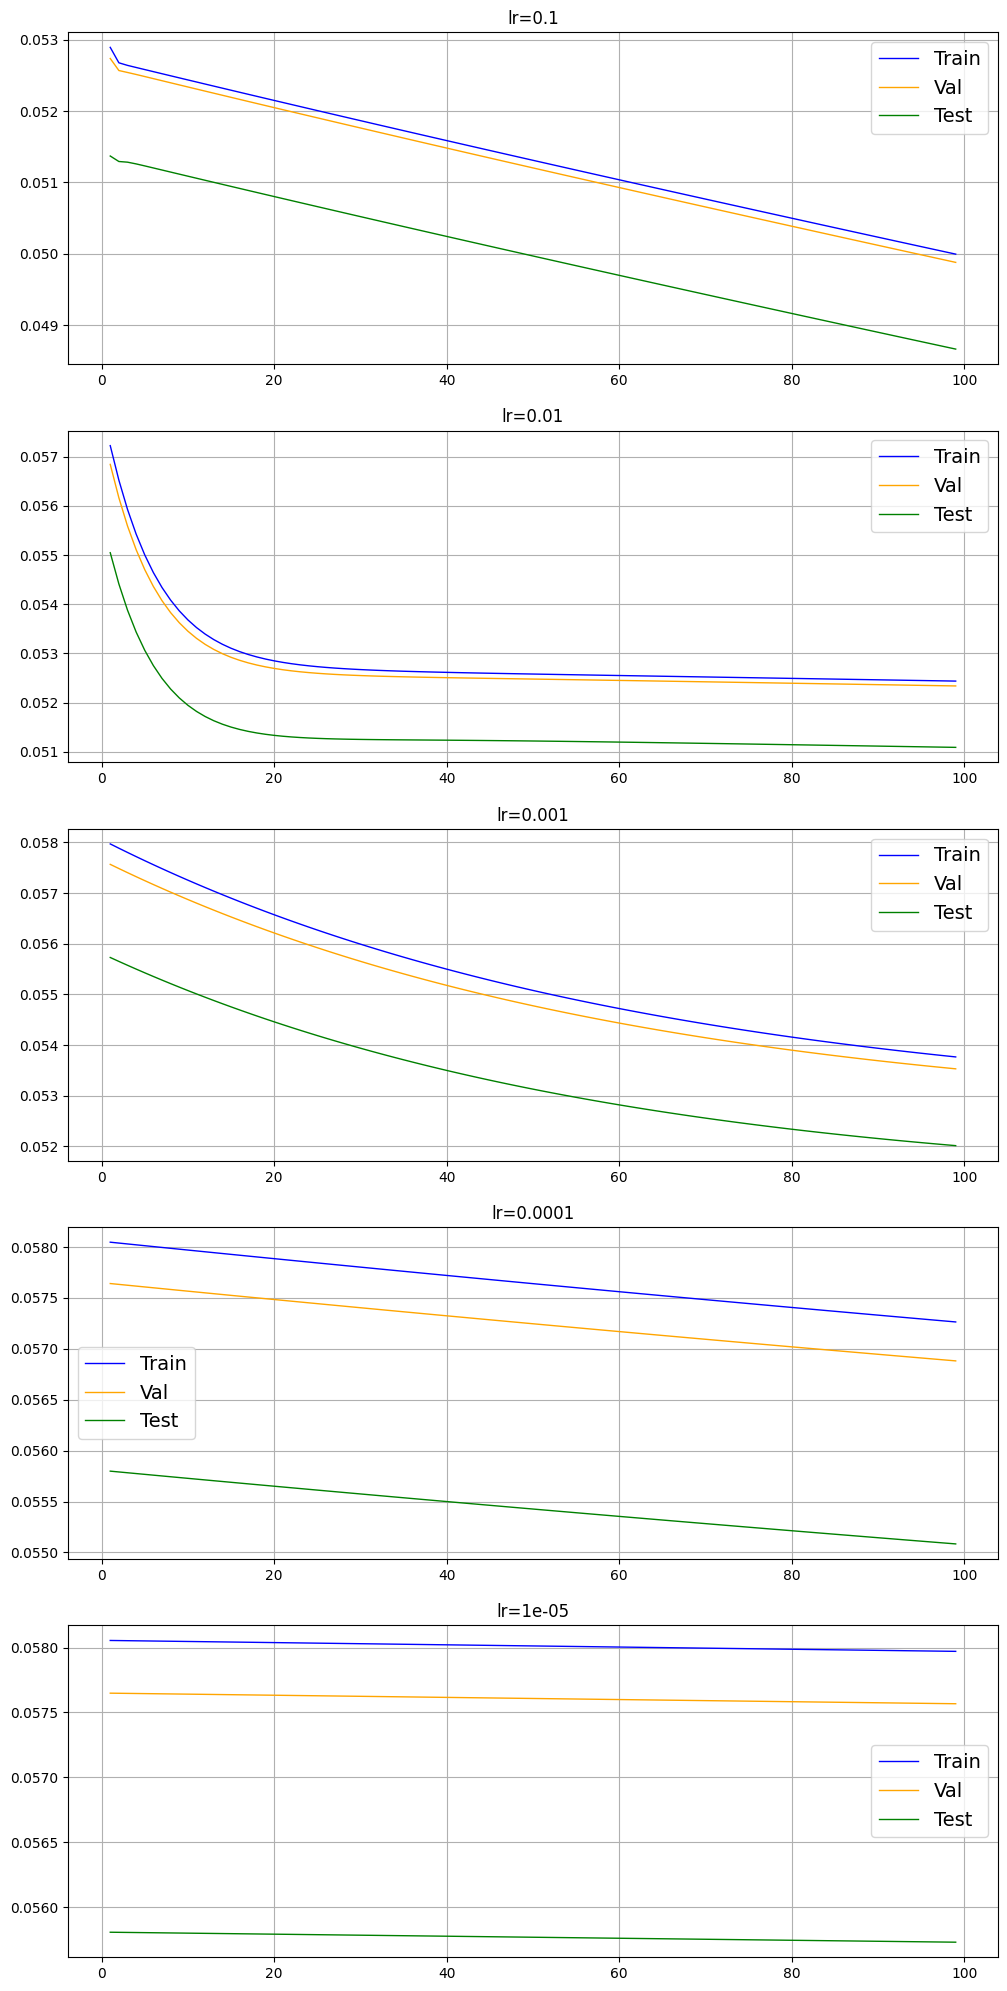 lr=0.1
0.053
0.052
0.051
0.050
0.049
Train
Val
Test
0 20 40 60 80 100
lr=0.01
0.057
0.056
0.055
0.054
0.053
0.052
0.051
Train
Val
Test
0 20 40 60 80 100
lr=0.001
0.058
0.057
0.056
0.055
0.054
0.053
0.052
Train
Val
Test
0 20 40 60 80 100
lr=0.0001
0.0580
0.0575
0.0570
0.0565
0.0560
0.0555
0.0550
Train
Val
Test
0 20 40 60 80 100
lr=1e-05
0.0580
0.0575
0.0570
0.0565
0.0560
Train
Val
Test
0 20 40 60 80 100